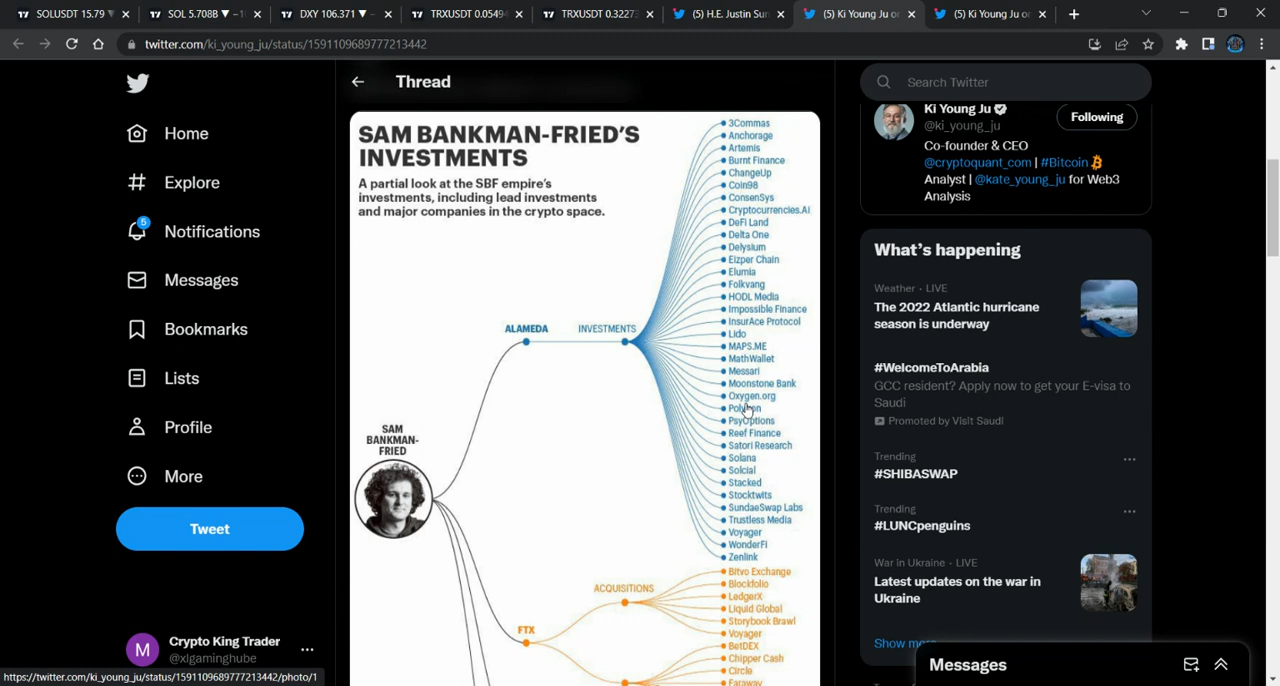 SOLUSDT 15.79
SOL 5.708B ▼ −1
DXY 106.371 ▼ −
TRXUSDT 0.05494
TRXUSDT 0.3227
(5) H.E. Justin Sun
(5) Ki Young Ju o
(5) Ki Young Ju o
twitter.com/ki_young_ju/status/1591109689777213442
Home
Explore
5
Notifications
Messages
Bookmarks
Lists
Profile
More
Tweet
Crypto King Trader
@xigaminghube
https://twitter.com/ki_young_ju/status/1591109689777213442/photo/1
Thread
SAM BANKMAN-FRIED'S
INVESTMENTS
A partial look at the SBF empire's
investments, including lead investments
and major companies in the crypto space.
SAM
BANKMAN-
FRIED
ALAMEDA
INVESTMENTS
3Commas
Anchorage
Artemis
Burnt Finance
ChangeUp
Coin98
ConsenSys
Cryptocurrencies.Ai
DeFi Land
Delta One
Delysium
Eizper Chain
Elumia
Folkvang
HODL Media
Impossible Finance
InsurAce Protocol
Lido
MAPS.ME
MathWallet
Messari
Moonstone Bank
Oxygen.org
Polygon
PsyOptions
Reef Finance
Satori Research
Solana
Solcial
Stacked
Stocktwits
SundaeSwap Labs
Trustless Media
Voyager
WonderFi
Zenlink
FTX
ACQUISITIONS
Bitvo Exchange
Blockfolio
LedgerX
Liquid Global
Storybook Brawl
Voyager
BetDEX
Chipper Cash
Circle
Faraway
Search Twitter
Ki Young Ju
@ki_young_ju
Following
Co-founder & CEO
@cryptoquant_com | #Bitcoin
Analyst | @kate_young_ju for Web3
Analysis
What's happening
Weather · LIVE
The 2022 Atlantic hurricane
season is underway
#WelcomeToArabia
GCC resident? Apply now to get your E-visa to
Saudi
Promoted by Visit Saudi
Trending
#SHIBASWAP
Trending
#LUNCpenguins
War in Ukraine · LIVE
Latest updates on the war in
Ukraine
Show more
Messages